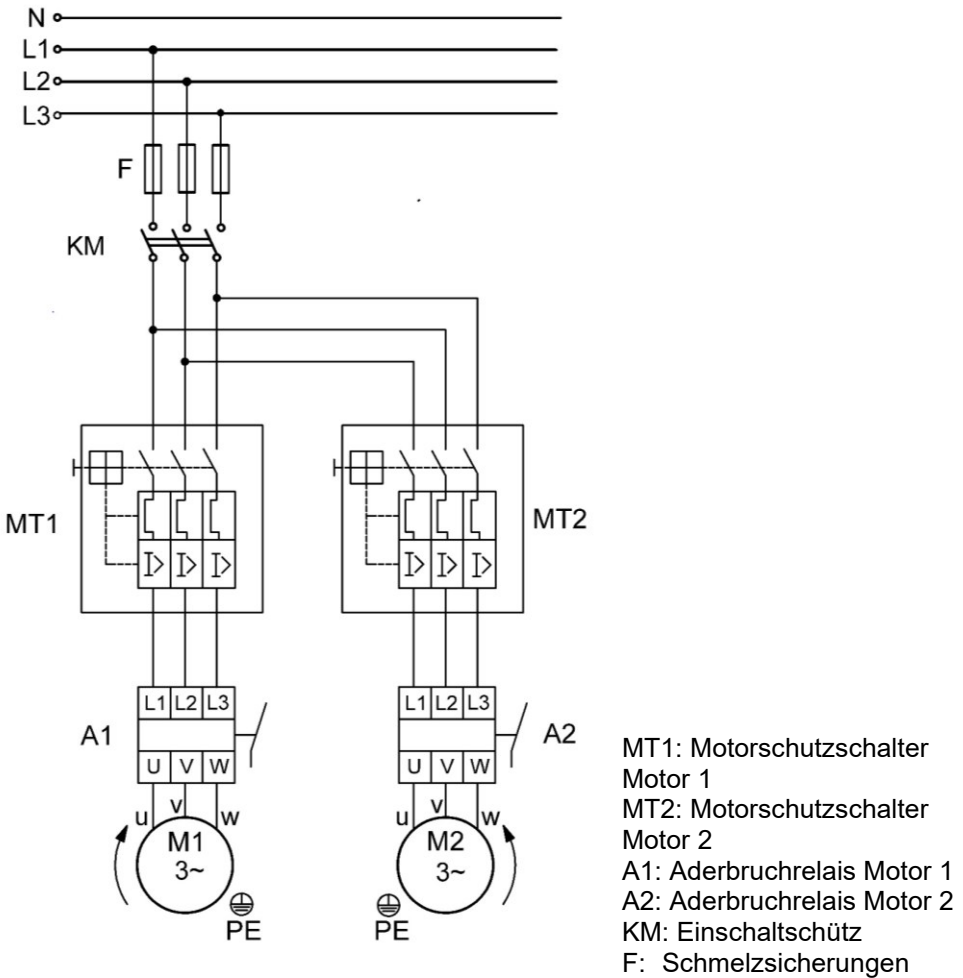 N
L1
L2
L3
F
KM
MT1
MT2
I> I> I>
I> I> I>
L1 L2 L3
L1 L2 L3
A1
A2
U V W
U V W
u v w
u v w
M1
3~
M2
3~
PE
PE
MT1: Motorschutzschalter
Motor 1
MT2: Motorschutzschalter
Motor 2
A1: Aderbruchrelais Motor 1
A2: Aderbruchrelais Motor 2
KM: Einschaltschütz
F: Schmelzsicherungen